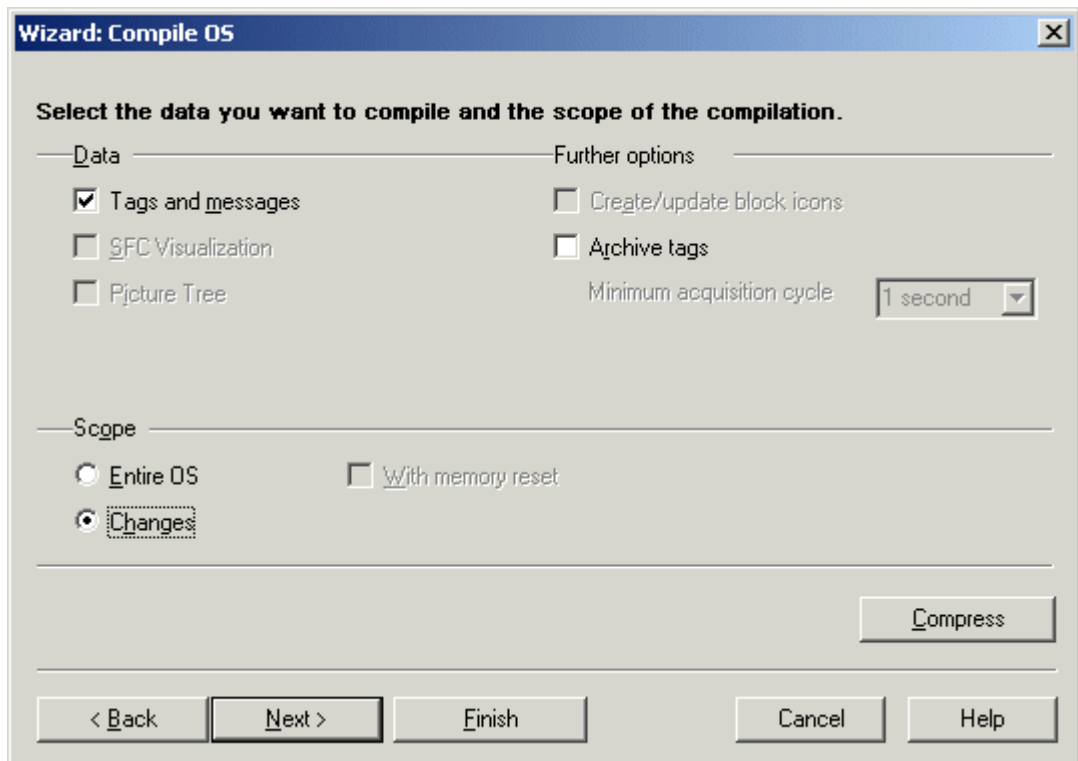 Wizard: Compile OS
Select the data you want to compile and the scope of the compilation.
Data
Further options
Tags and messages
Create/update block icons
SFC Visualization
Archive tags
Picture Tree
Minimum acquisition cycle
1 second
Scope
Entire OS
With memory reset
Changes
Compress
< Back
Next >
Finish
Cancel
Help